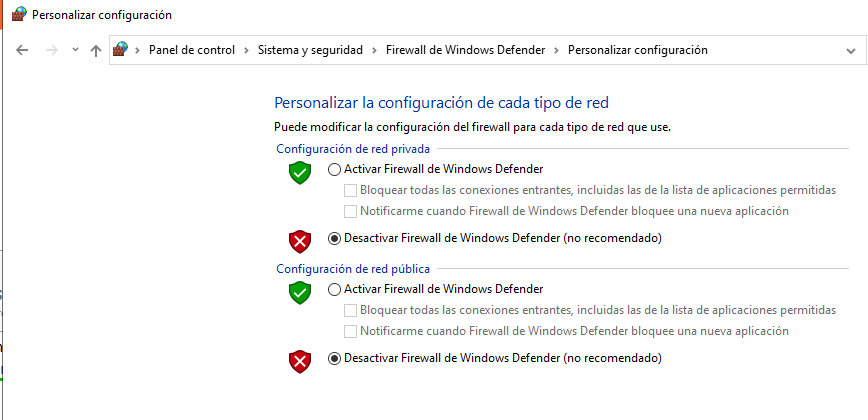 Personalizar configuración
Panel de control > Sistema y seguridad > Firewall de Windows Defender > Personalizar configuración
Personalizar la configuración de cada tipo de red
Puede modificar la configuración del firewall para cada tipo de red que use.
Configuración de red privada
Activar Firewall de Windows Defender
Bloquear todas las conexiones entrantes, incluidas las de la lista de aplicaciones permitidas
Notificarme cuando Firewall de Windows Defender bloquee una nueva aplicación
Desactivar Firewall de Windows Defender (no recomendado)
Configuración de red pública
Activar Firewall de Windows Defender
Bloquear todas las conexiones entrantes, incluidas las de la lista de aplicaciones permitidas
Notificarme cuando Firewall de Windows Defender bloquee una nueva aplicación
Desactivar Firewall de Windows Defender (no recomendado)